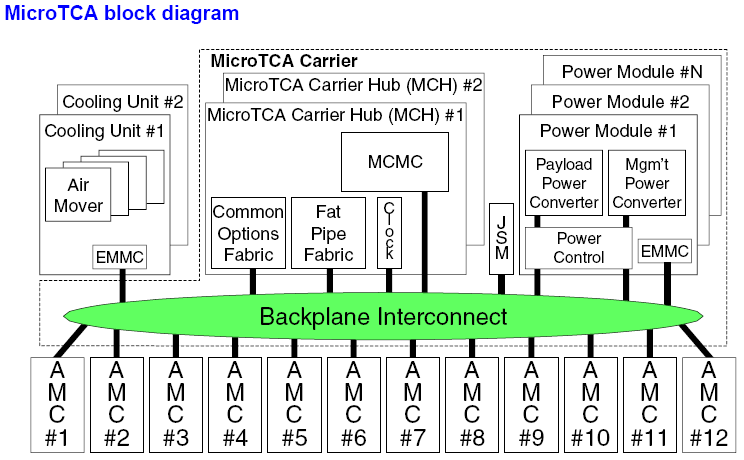 MicroTCA block diagram
MicroTCA Carrier
MicroTCA Carrier Hub (MCH) #2
MicroTCA Carrier Hub (MCH) #1
MCMC
Common
Options
Fabric
Fat
Pipe
Fabric
Clock
Cooling Unit #2
Cooling Unit #1
Air
Mover
EMMC
JSM
Power Module #N
Power Module #2
Power Module #1
Payload
Power
Converter
Mgm't
Power
Converter
Power
Control
EMMC
Backplane Interconnect
AMC
#1
AMC
#2
AMC
#3
AMC
#4
AMC
#5
AMC
#6
AMC
#7
AMC
#8
AMC
#9
AMC
#10
AMC
#11
AMC
#12